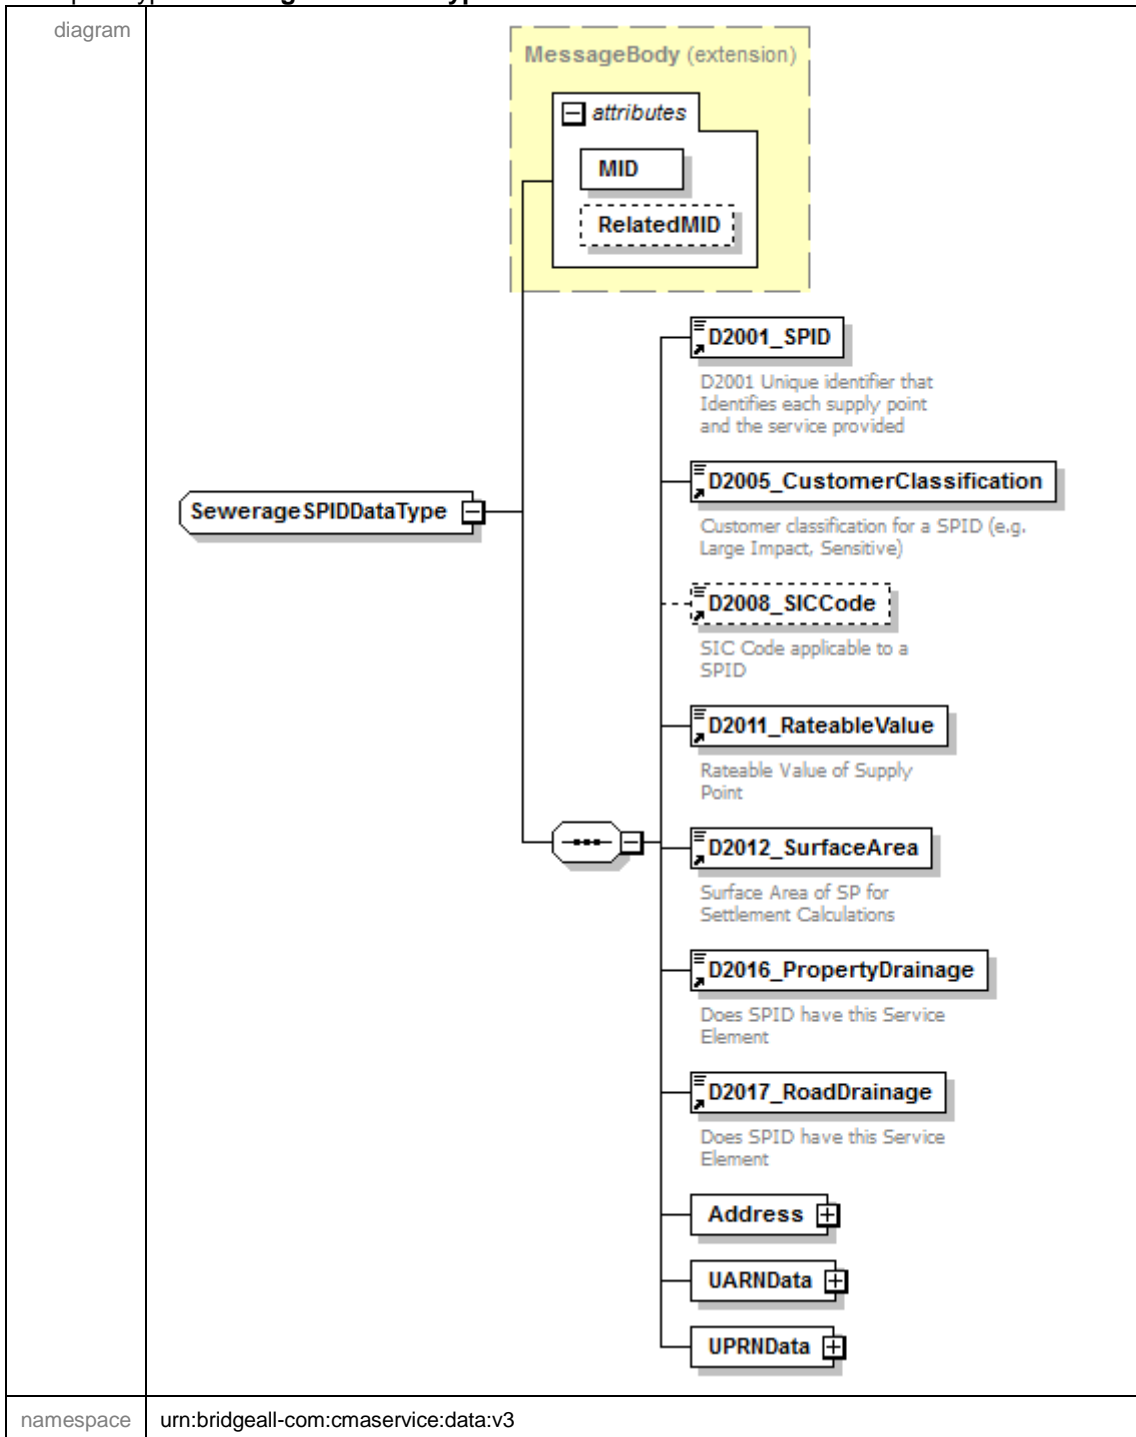 diagram
MessageBody (extension)
attributes
MID
RelatedMID
SewerageSPIDDataType
D2001_SPID
D2001 Unique identifier that
Identifies each supply point
and the service provided
D2005_CustomerClassification
Customer classification for a SPID (e.g.
Large Impact, Sensitive)
D2008_SICCode
SIC Code applicable to a
SPID
D2011_RateableValue
Rateable Value of Supply
Point
D2012_SurfaceArea
Surface Area of SP for
Settlement Calculations
D2016_PropertyDrainage
Does SPID have this Service
Element
D2017_RoadDrainage
Does SPID have this Service
Element
Address
UARNData
UPRNData
namespace urn:bridgeall-com:cmaservice:data:v3